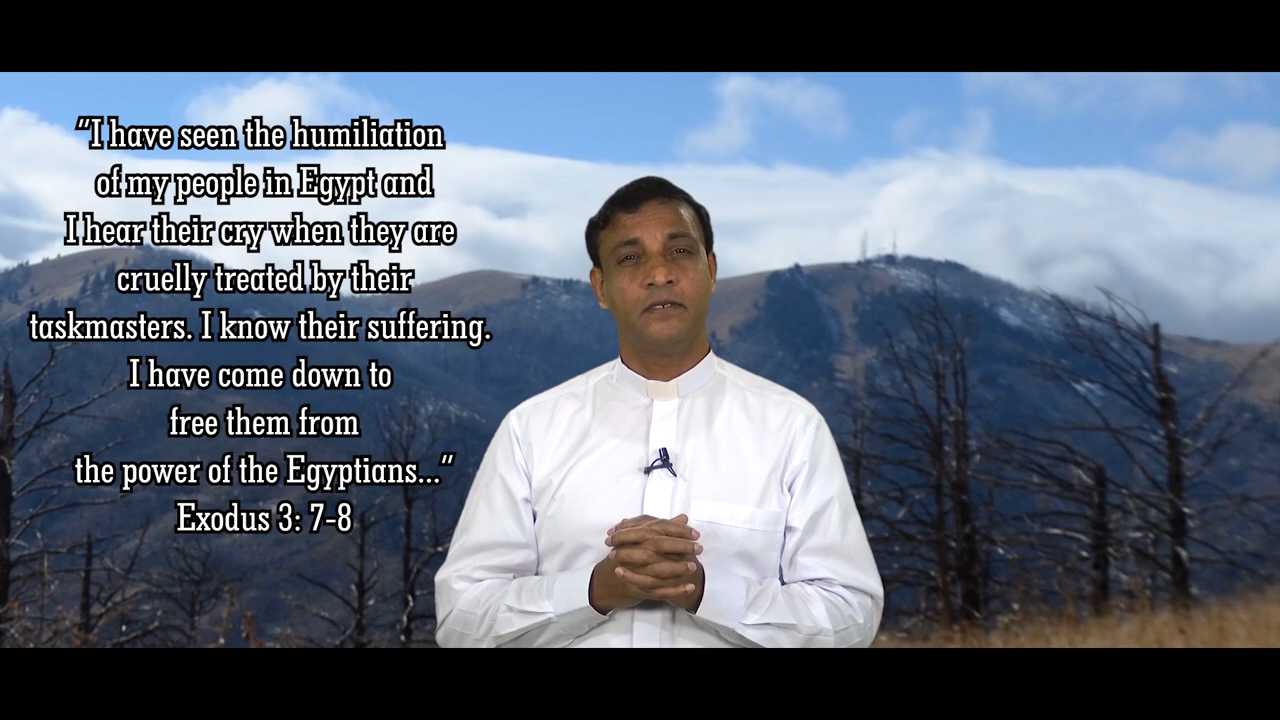 “I have seen the humiliation
of my people in Egypt and
I hear their cry when they are
cruelly treated by their
taskmasters. I know their suffering.
I have come down to
free them from
the power of the Egyptians...”
Exodus 3: 7-8